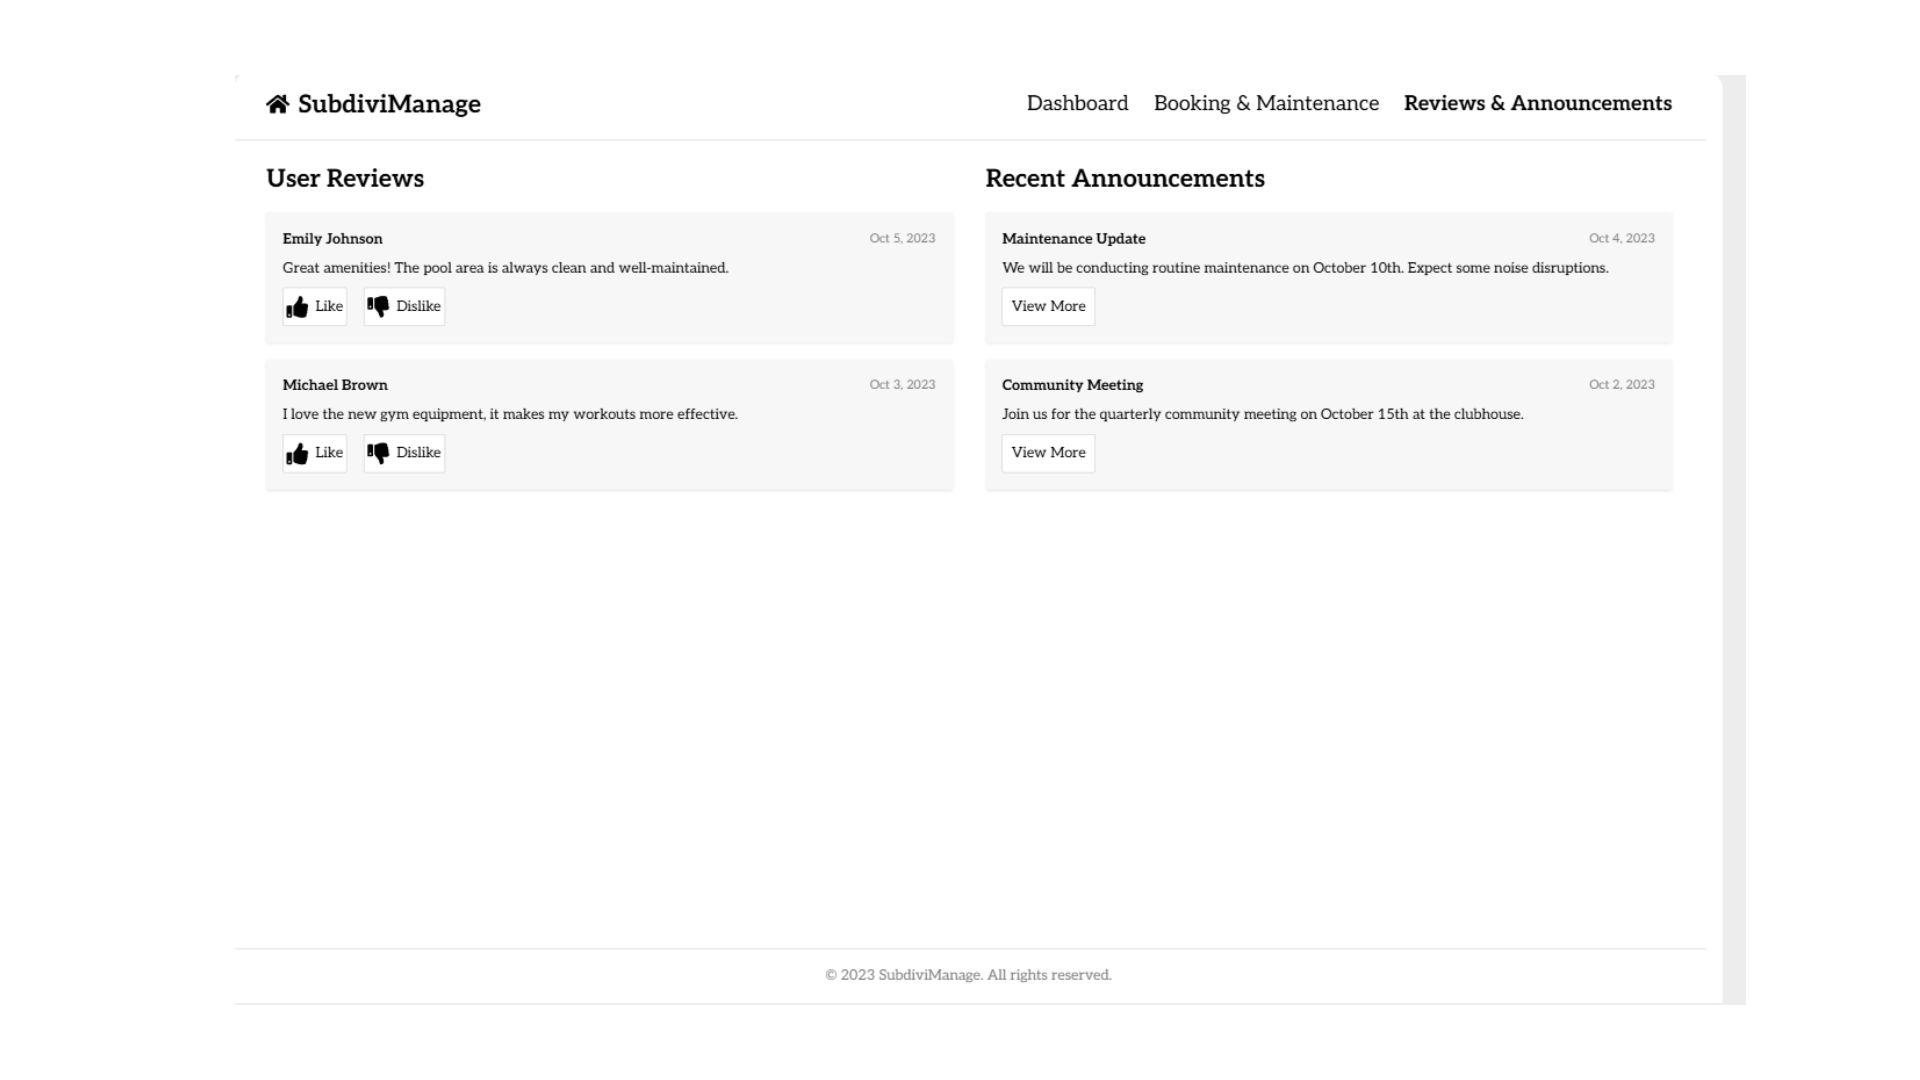 SubdiviManage
Dashboard Booking & Maintenance Reviews & Announcements
User Reviews
Emily Johnson Oct 5, 2023
Great amenities! The pool area is always clean and well-maintained.
Like Dislike
Michael Brown Oct 3, 2023
I love the new gym equipment, it makes my workouts more effective.
Like Dislike
Recent Announcements
Maintenance Update Oct 4, 2023
We will be conducting routine maintenance on October 10th. Expect some noise disruptions.
View More
Community Meeting Oct 2, 2023
Join us for the quarterly community meeting on October 15th at the clubhouse.
View More
© 2023 SubdiviManage. All rights reserved.